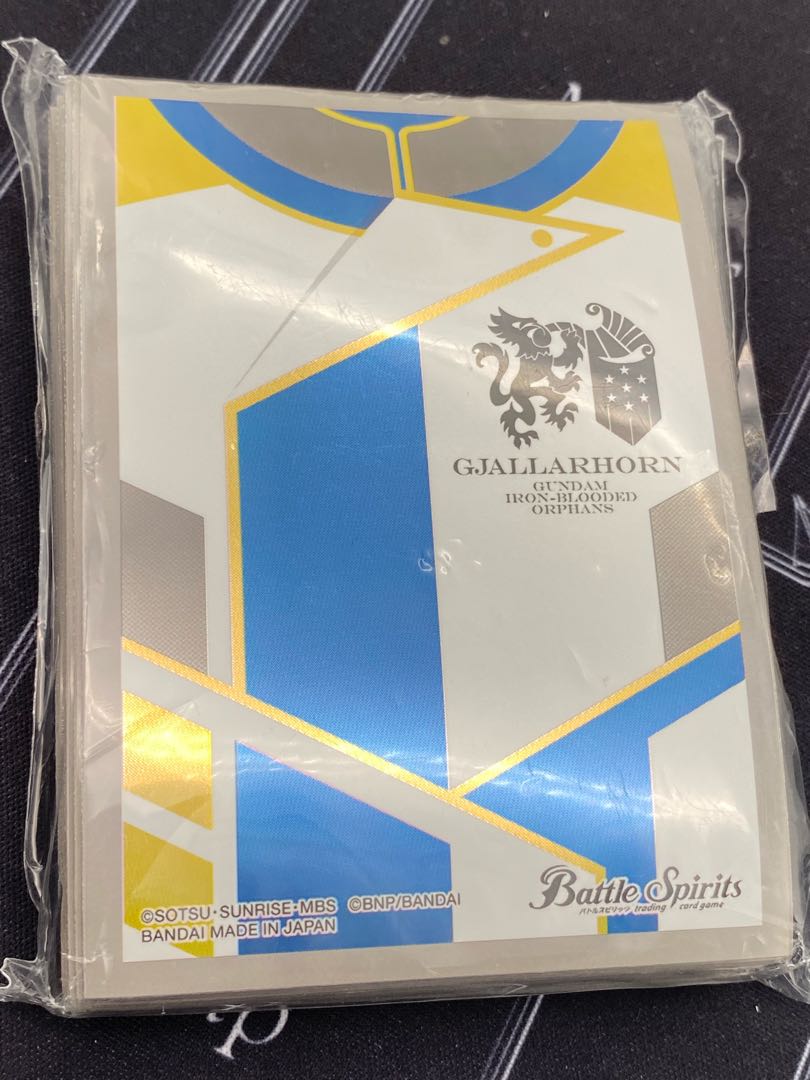 GJALLARHORN
GUNDAM
IRON-BLOODED
ORPHANS
Battle Spirits
バトルスピリッツ trading card game
©SOTSU・SUNRISE・MBS ©BNP/BANDAI
BANDAI MADE IN JAPAN